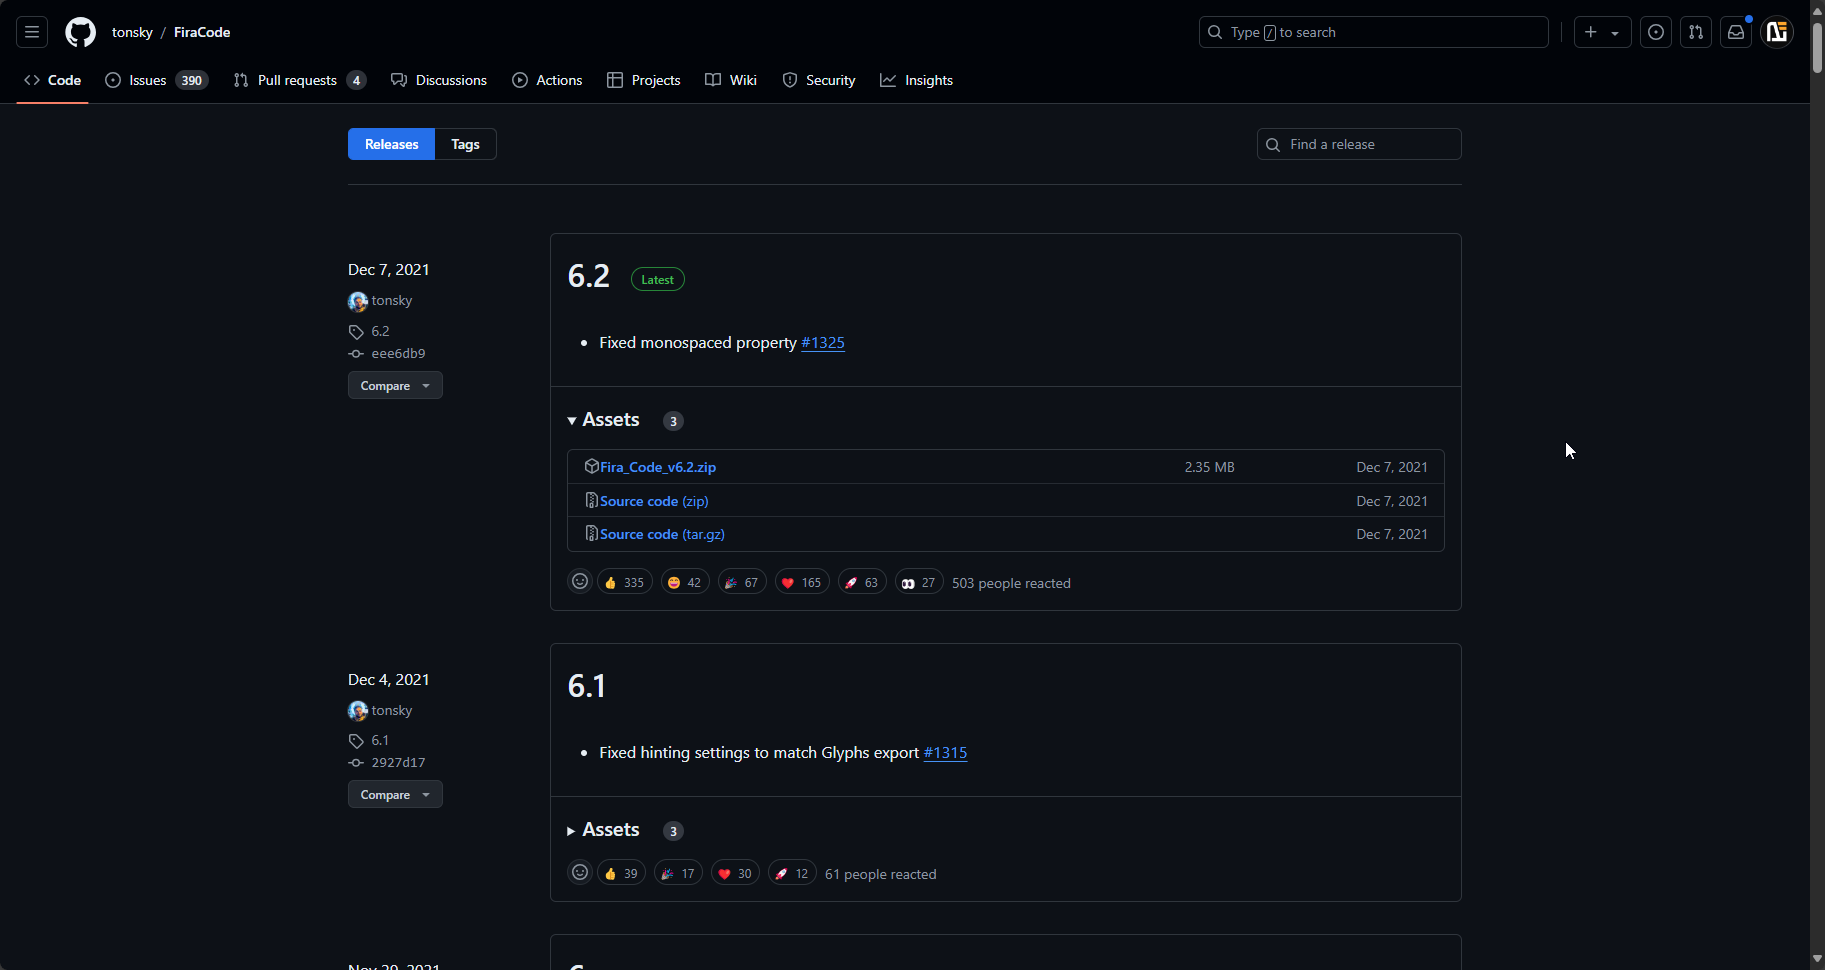 tonsky / FiraCode
Type / to search
Code
Issues 390
Pull requests 4
Discussions
Actions
Projects
Wiki
Security
Insights
Releases
Tags
Find a release
Dec 7, 2021
tonsky
6.2
eee6db9
Compare
6.2 Latest
Fixed monospaced property #1325
Assets 3
Fira_Code_v6.2.zip 2.35 MB Dec 7, 2021
Source code (zip) Dec 7, 2021
Source code (tar.gz) Dec 7, 2021
335 42 67 165 63 27 503 people reacted
Dec 4, 2021
tonsky
6.1
2927d17
Compare
6.1
Fixed hinting settings to match Glyphs export #1315
Assets 3
39 17 30 12 61 people reacted